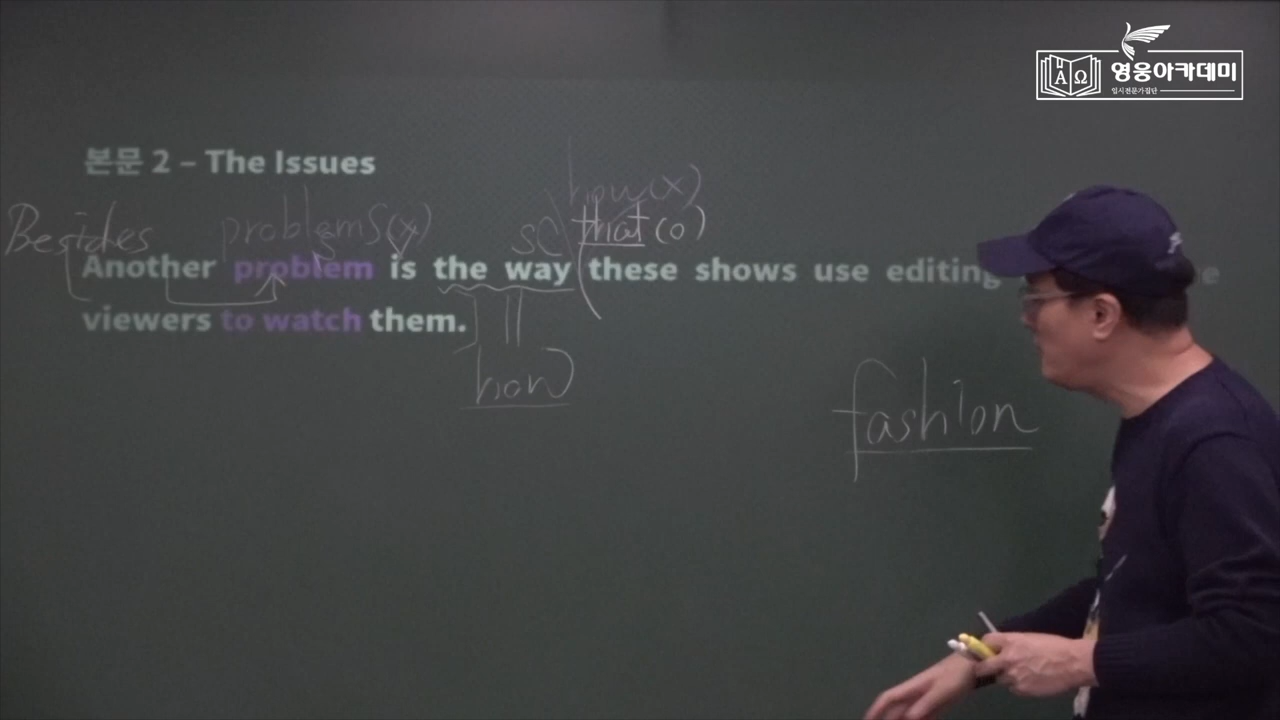 영웅아카데미
입시전문가집단
본문 2 – The Issues
how(x)
Besides problems(x) sc that(o)
Another problem is the way these shows use editing e
viewers to watch them.
how
fashion